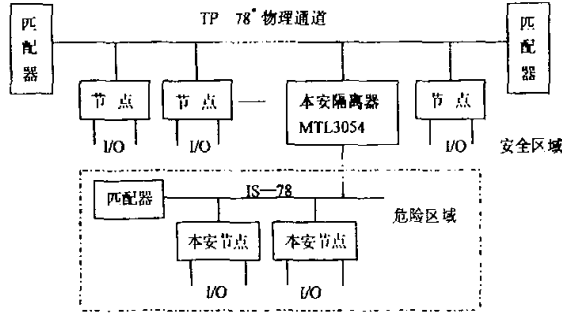 匹配器
TP 78° 物理通道
匹配器
节 点
节 点
本安隔离器
MTL3054
节 点
I/O
I/O
I/O
安全区域
匹配器
IS—78
危险区域
本安节点
本安节点
I/O
I/O